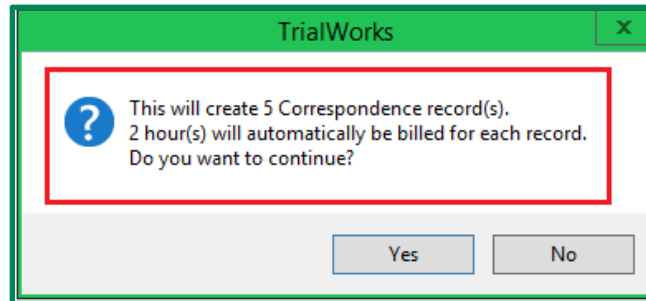 TrialWorks
x
?
This will create 5 Correspondence record(s).
2 hour(s) will automatically be billed for each record.
Do you want to continue?
Yes No